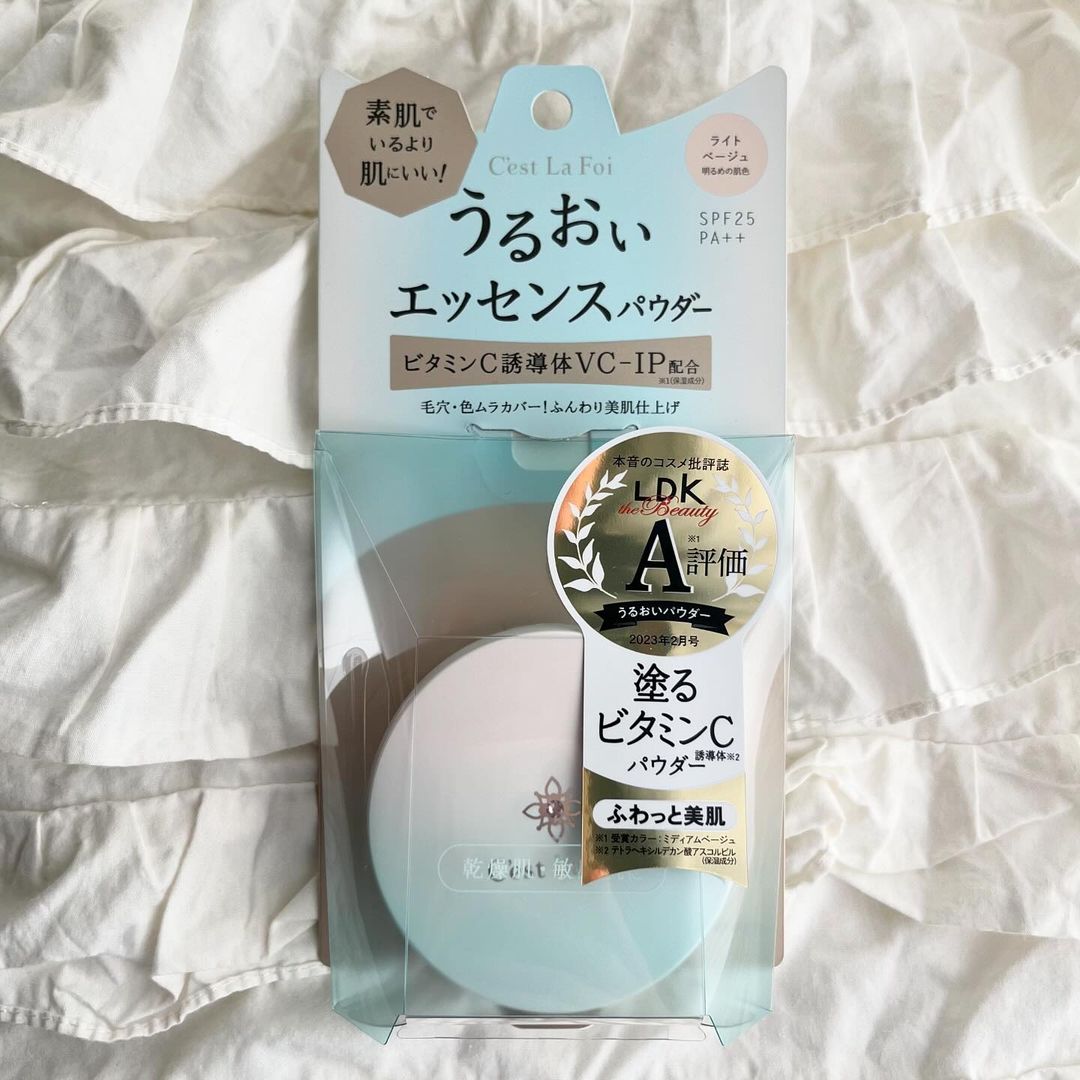 素肌で
いるより
肌にいい!
C'est La Foi
ライト
ベージュ
明るめの肌色
SPF25
PA++
うるおい
エッセンスパウダー
ビタミンC誘導体VC-IP配合
※1(保湿成分)
毛穴・色ムラカバー!ふんわり美肌仕上げ
本音のコスメ批評誌
LDK
the Beauty
A※1評価
うるおいパウダー
2023年2月号
塗る
ビタミンC
誘導体※2
パウダー
ふわっと美肌
※1 受賞カラー:ミディアムベージュ
※2 テトラヘキシルデカン酸アスコルビル
(保湿成分)
乾燥肌 敏